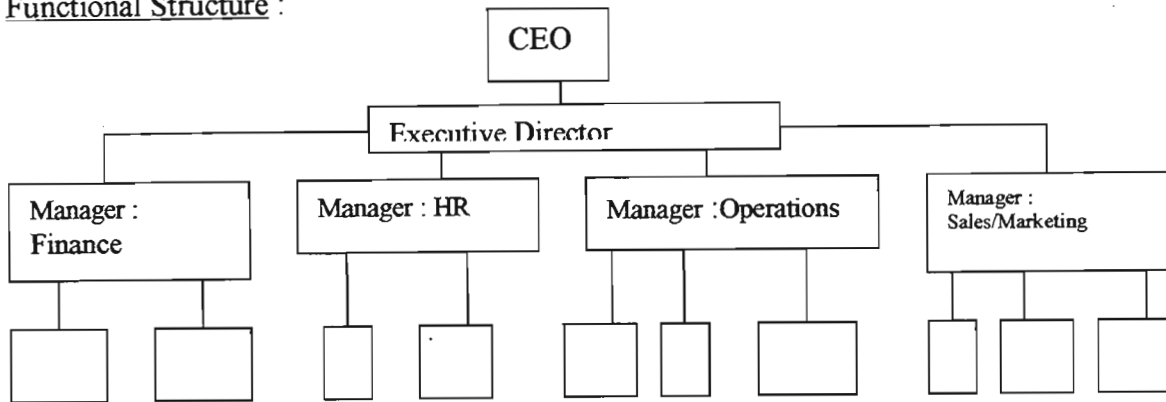 Functional Structure :
CEO
Executive Director
Manager :
Finance
Manager : HR
Manager :Operations
Manager :
Sales/Marketing